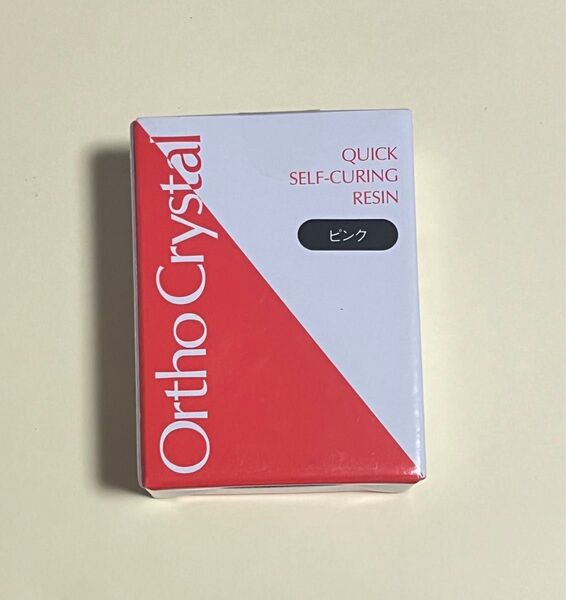 Ortho Crystal
QUICK
SELF-CURING
RESIN
ピンク